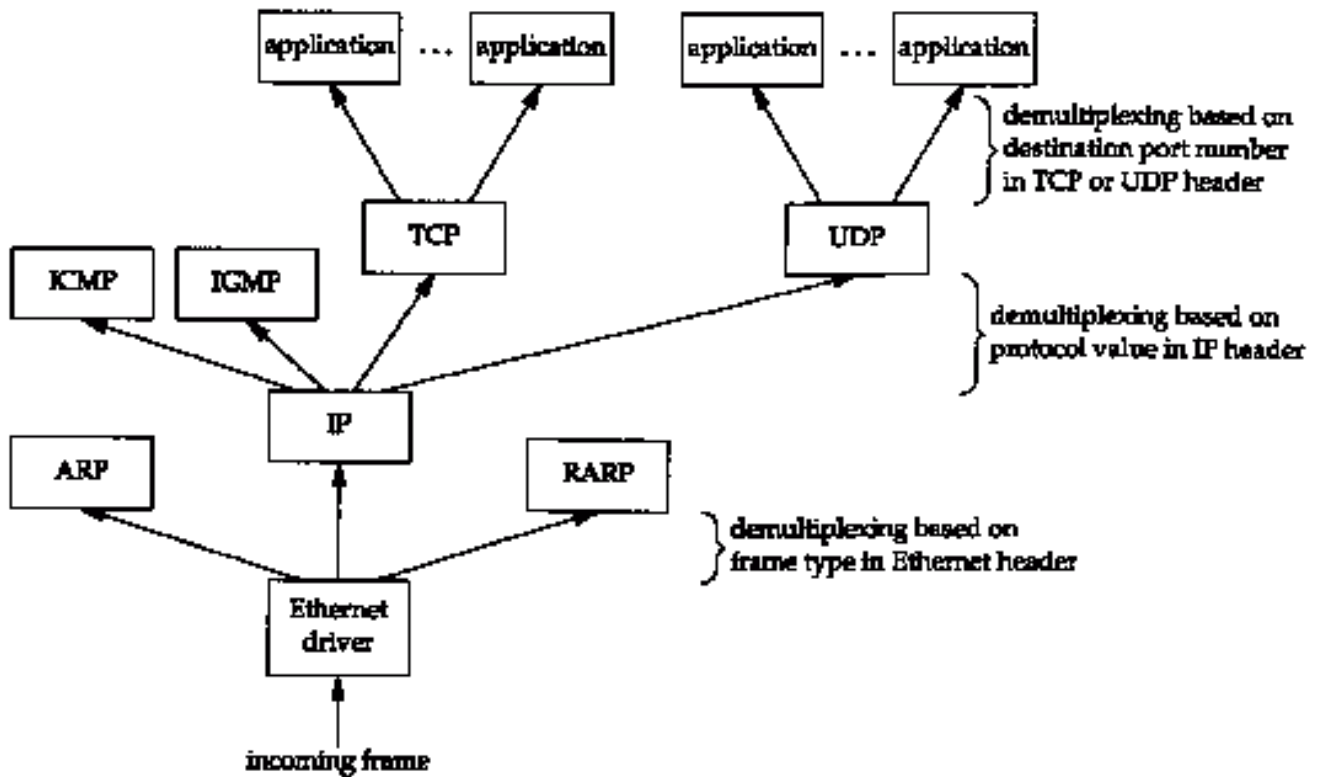 application ... application application ... application
demultiplexing based on
destination port number
in TCP or UDP header
TCP UDP
ICMP IGMP
demultiplexing based on
protocol value in IP header
IP
ARP RARP
demultiplexing based on
frame type in Ethernet header
Ethernet
driver
incoming frame